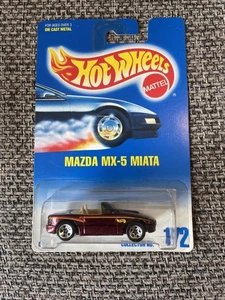 FOR AGES OVER 3
DIE CAST METAL
Hot Wheels
MATTEL
MAZDA MX-5 MIATA
COLLECTOR NO.
172